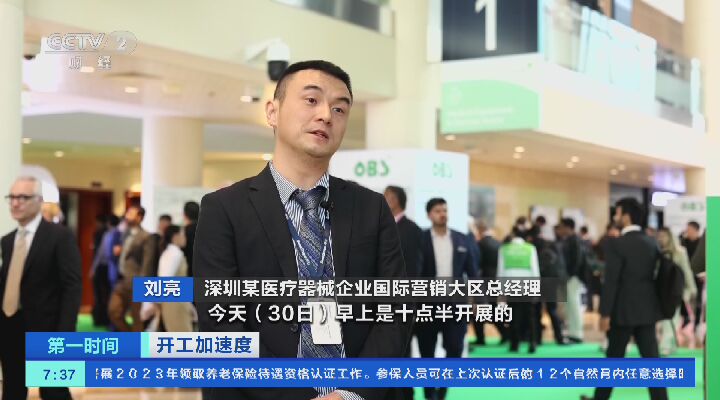 CCTV 2
财经
1
OBS
刘亮
深圳某医疗器械企业国际营销大区总经理
今天（30日）早上是十点半开展的
第一时间
开工加速度
7:37
展2023年领取养老保险待遇资格认证工作。参保人员可在上次认证后的12个自然月内任意选择时